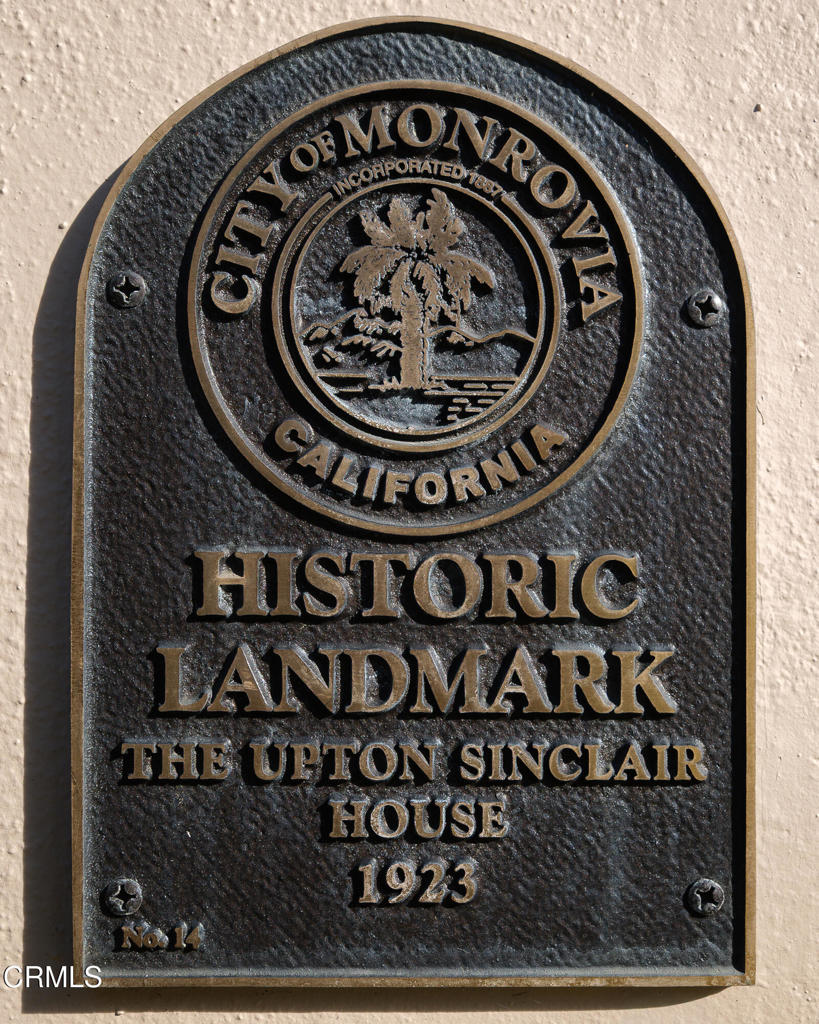 CITY OF MONROVIA
INCORPORATED 1887
CALIFORNIA
HISTORIC
LANDMARK
THE UPTON SINCLAIR
HOUSE
1923
No. 14
CRMLS